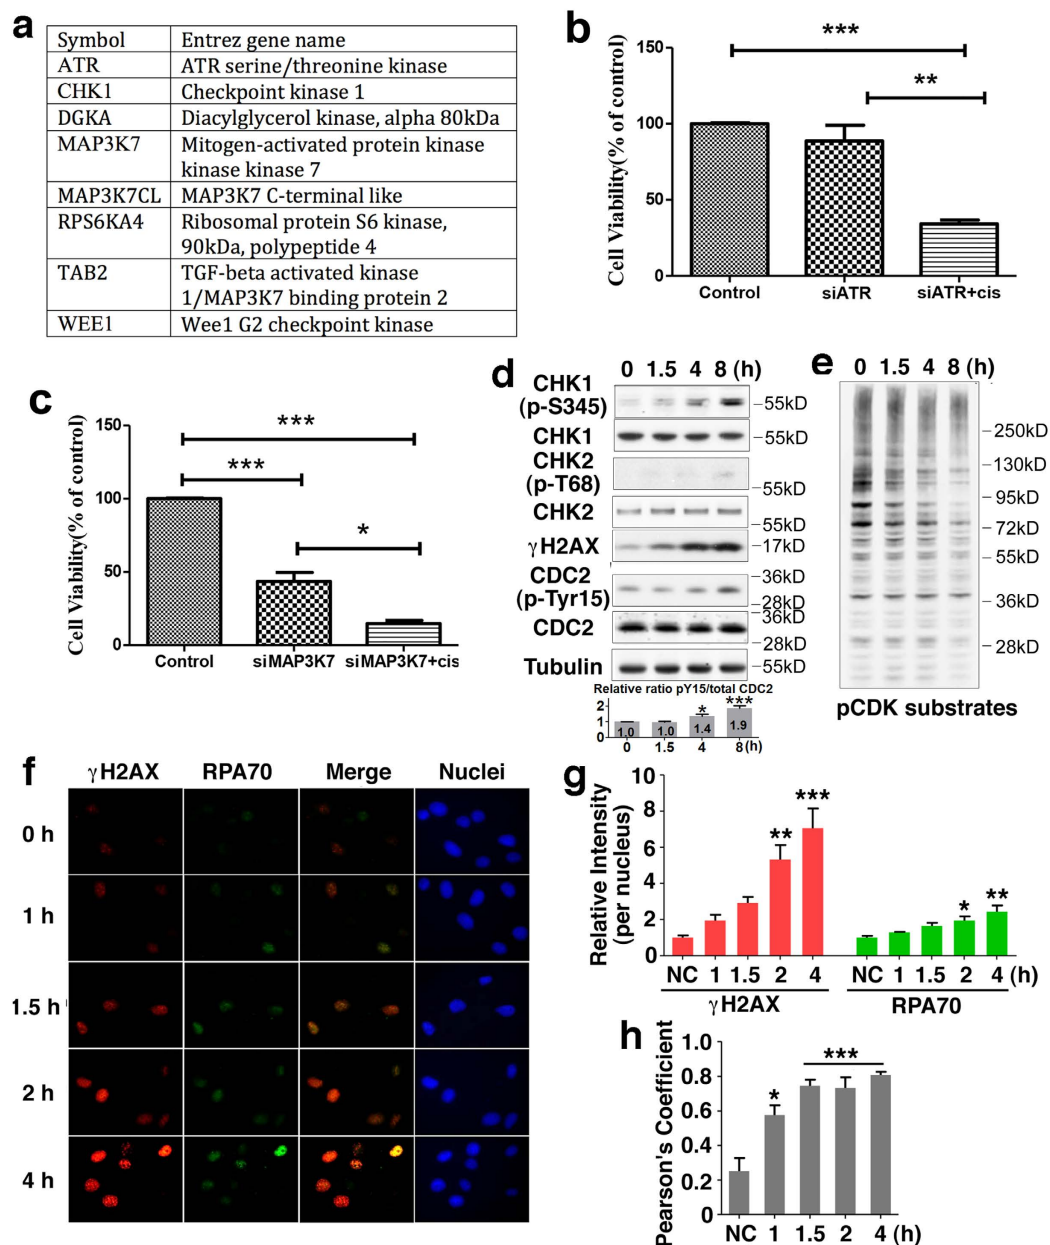 a
Symbol Entrez gene name
ATR ATR serine/threonine kinase
CHK1 Checkpoint kinase 1
DGKA Diacylglycerol kinase, alpha 80kDa
MAP3K7 Mitogen-activated protein kinase
kinase kinase 7
MAP3K7CL MAP3K7 C-terminal like
RPS6KA4 Ribosomal protein S6 kinase,
90kDa, polypeptide 4
TAB2 TGF-beta activated kinase
1/MAP3K7 binding protein 2
WEE1 Wee1 G2 checkpoint kinase
b
Cell Viability(% of control)
150
100
50
0
***
**
Control siATR siATR+cis
c
Cell Viability(% of control)
150
100
50
0
***
***
*
Control siMAP3K7 siMAP3K7+cis
d
0 1.5 4 8 (h)
CHK1
(p-S345)
55kD
CHK1
55kD
CHK2
(p-T68)
55kD
CHK2
55kD
γH2AX
17kD
CDC2
(p-Tyr15)
36kD
28kD
CDC2
36kD
28kD
Tubulin
55kD
Relative ratio pY15/total CDC2
2
1
0
* ***
1.0 1.0 1.4 1.9
0 1.5 4 8(h)
e
0 1.5 4 8 (h)
250kD
130kD
95kD
72kD
55kD
36kD
28kD
pCDK substrates
f
γH2AX RPA70 Merge Nuclei
0 h
1 h
1.5 h
2 h
4 h
g
Relative Intensity
(per nucleus)
10
8
6
4
2
0
** *** * **
NC 1 1.5 2 4 NC 1 1.5 2 4 (h)
γH2AX RPA70
h
Pearson's Coefficient
1.0
0.8
0.6
0.4
0.2
0
* ***
NC 1 1.5 2 4 (h)